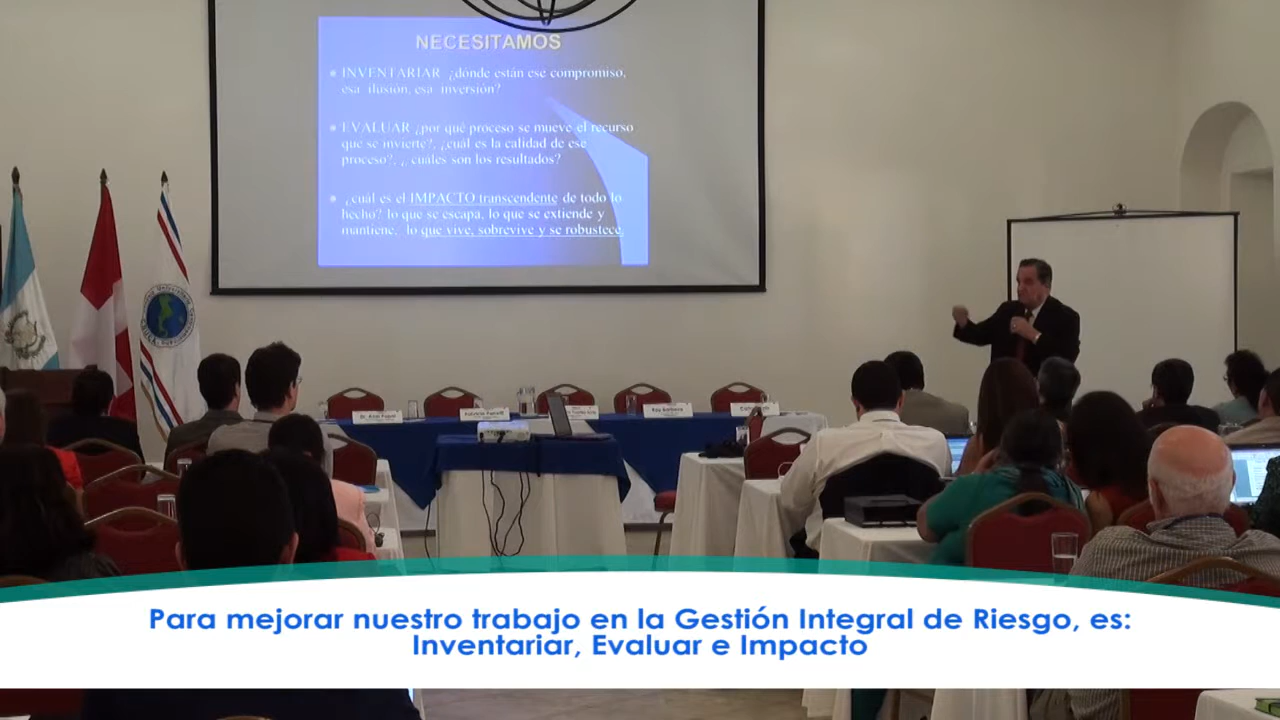 NECESITAMOS
INVENTARIAR ¿dónde están ese compromiso,
esa ilusión, esa inversión?
EVALUAR ¿por qué proceso se mueve el recurso
que se invierte?, ¿cuál es la calidad de ese
proceso?, ¿ cuáles son los resultados?
¿cuál es el IMPACTO transcendente de todo lo
hecho? lo que se escapa, lo que se extiende y
mantiene, lo que vive, sobrevive y se robustece.
Para mejorar nuestro trabajo en la Gestión Integral de Riesgo, es:
Inventariar, Evaluar e Impacto